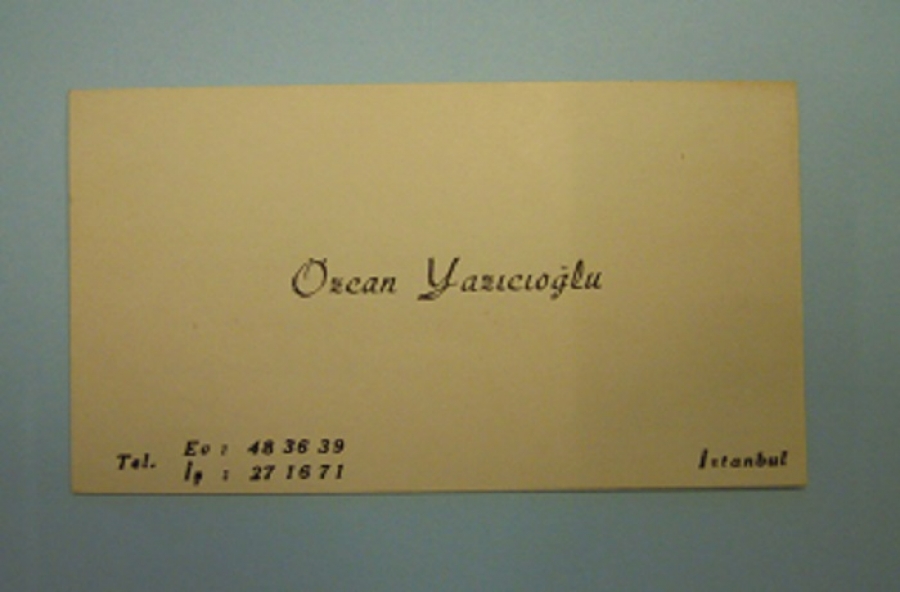 Özcan Yazıcıoğlu
Tel.
Ev : 48 36 39
İş : 27 16 71
İstanbul